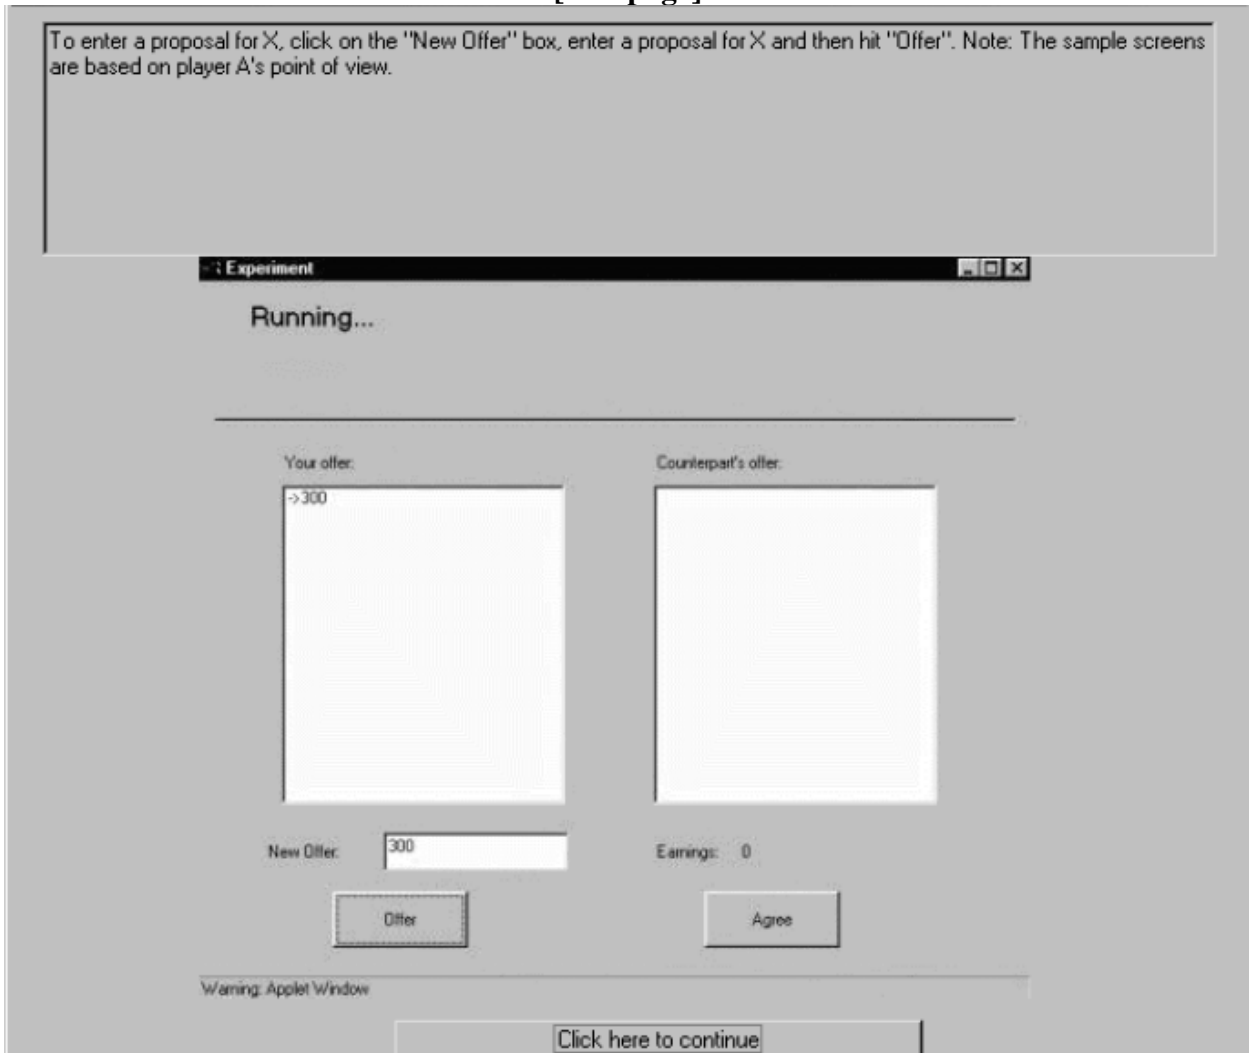 To enter a proposal for X, click on the "New Offer" box, enter a proposal for X and then hit "Offer". Note: The sample screens
are based on player A's point of view.
Experiment
Running...
Your offer:
Counterpart's offer:
->300
New Offer:
300
Earnings: 0
Offer
Agree
Warning: Applet Window
Click here to continue